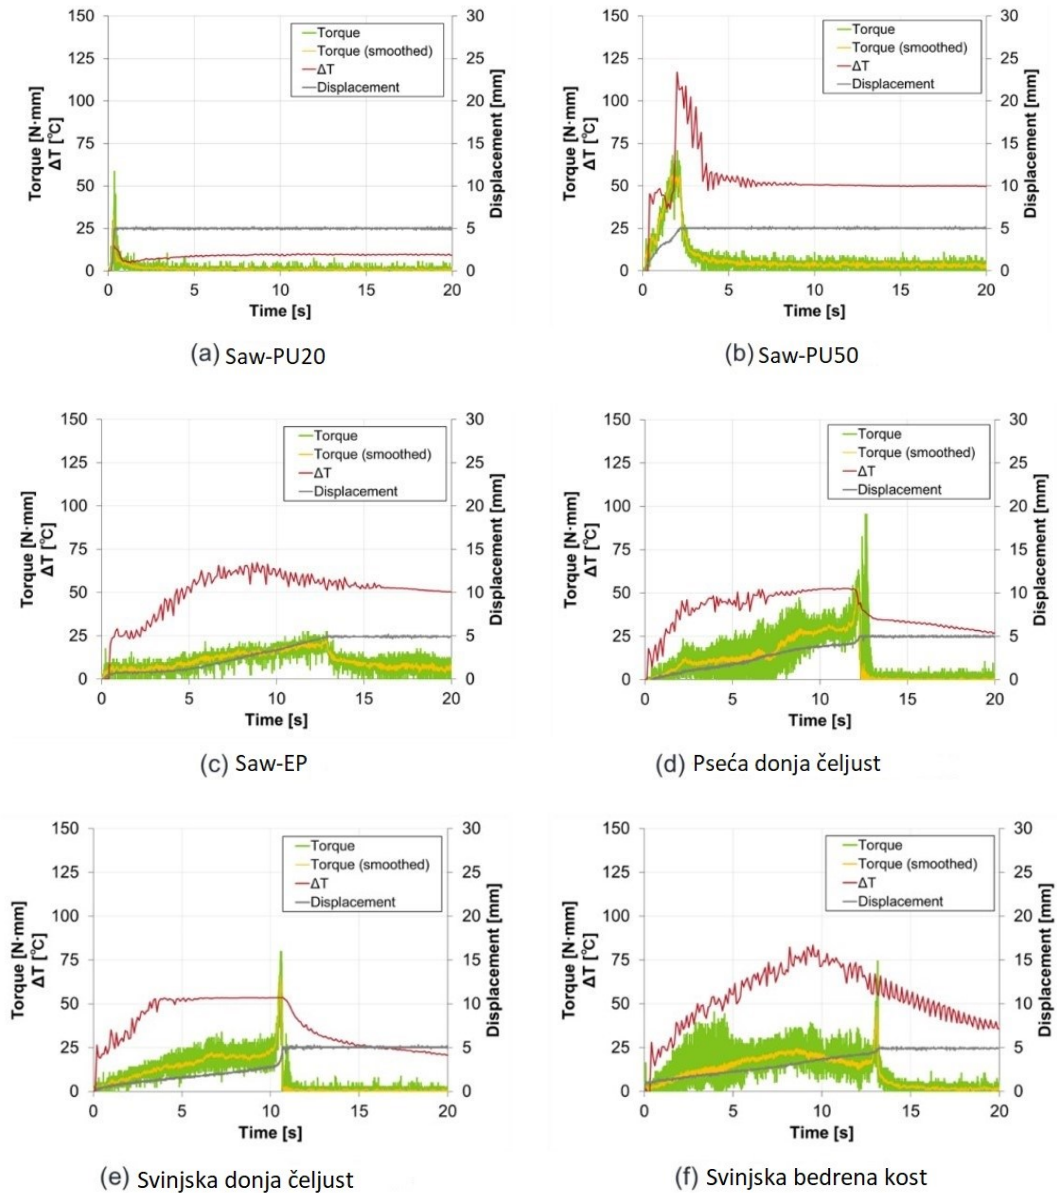 150
125
100
75
50
25
0
Torque [N·mm]
ΔT [℃]
30
25
20
15
10
5
0
Displacement [mm]
Torque
Torque (smoothed)
ΔT
Displacement
0 5 10 15 20
Time [s]
(a) Saw-PU20
150
125
100
75
50
25
0
Torque [N·mm]
ΔT [℃]
30
25
20
15
10
5
0
Displacement [mm]
Torque
Torque (smoothed)
ΔT
Displacement
0 5 10 15 20
Time [s]
(b) Saw-PU50
150
125
100
75
50
25
0
Torque [N·mm]
ΔT [℃]
30
25
20
15
10
5
0
Displacement [mm]
Torque
Torque (smoothed)
ΔT
Displacement
0 5 10 15 20
Time [s]
(c) Saw-EP
150
125
100
75
50
25
0
Torque [N·mm]
ΔT [℃]
30
25
20
15
10
5
0
Displacement [mm]
Torque
Torque (smoothed)
ΔT
Displacement
0 5 10 15 20
Time [s]
(d) Pseća donja čeljust
150
125
100
75
50
25
0
Torque [N·mm]
ΔT [℃]
30
25
20
15
10
5
0
Displacement [mm]
Torque
Torque (smoothed)
ΔT
Displacement
0 5 10 15 20
Time [s]
(e) Svinjska donja čeljust
150
125
100
75
50
25
0
Torque [N·mm]
ΔT [℃]
30
25
20
15
10
5
0
Displacement [mm]
Torque
Torque (smoothed)
ΔT
Displacement
0 5 10 15 20
Time [s]
(f) Svinjska bedrena kost